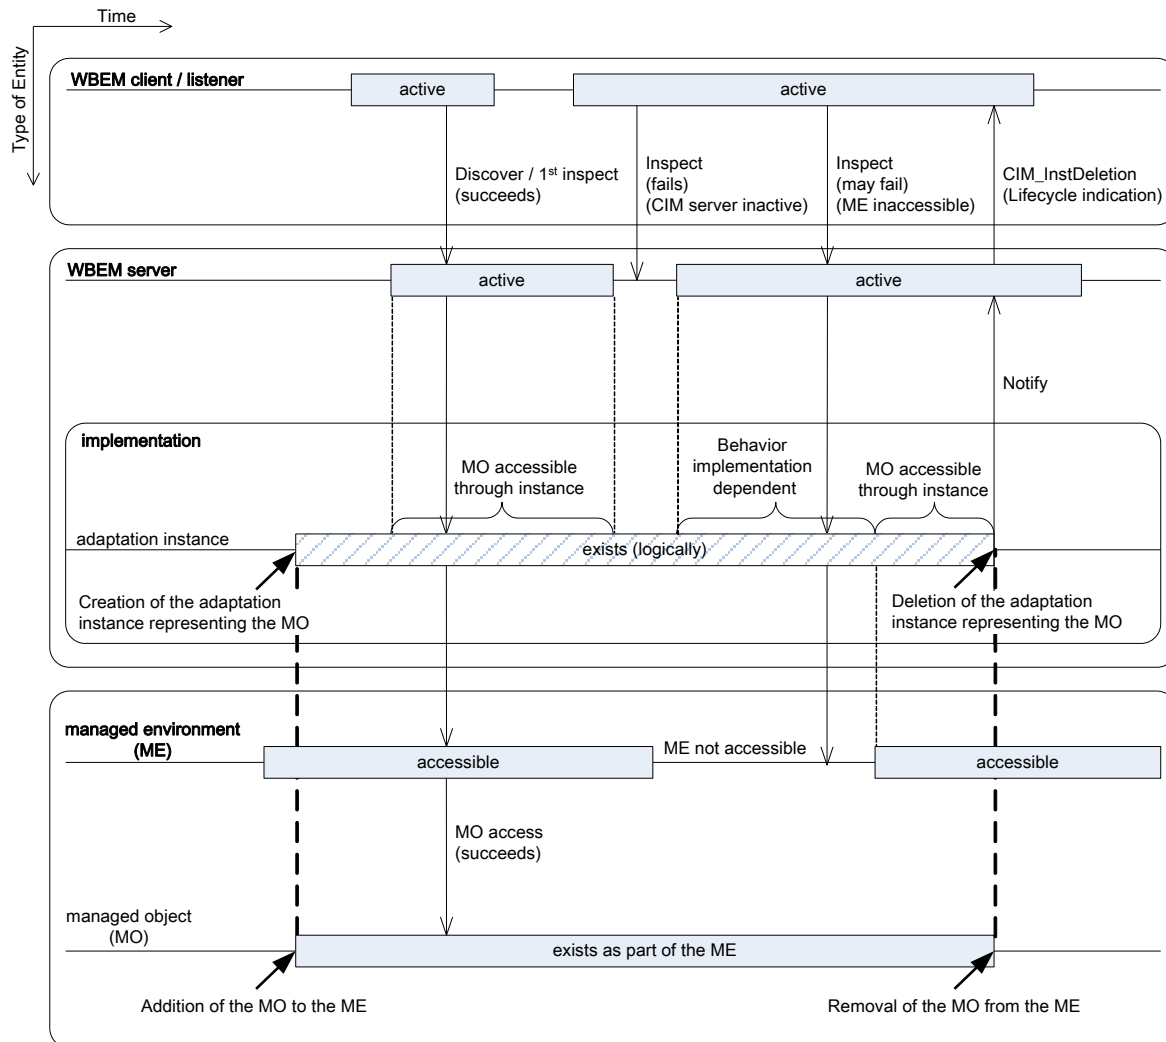 Time
Type of Entity
WBEM client / listener
active
active
Discover / 1st inspect
(succeeds)
Inspect
(fails)
(CIM server inactive)
Inspect
(may fail)
(ME inaccessible)
CIM_InstDeletion
(Lifecycle indication)
WBEM server
active
active
Notify
implementation
MO accessible
through instance
Behavior
implementation
dependent
MO accessible
through instance
adaptation instance
exists (logically)
Creation of the adaptation
instance representing the MO
Deletion of the adaptation
instance representing the MO
managed environment
(ME)
accessible
ME not accessible
accessible
MO access
(succeeds)
managed object
(MO)
exists as part of the ME
Addition of the MO to the ME
Removal of the MO from the ME